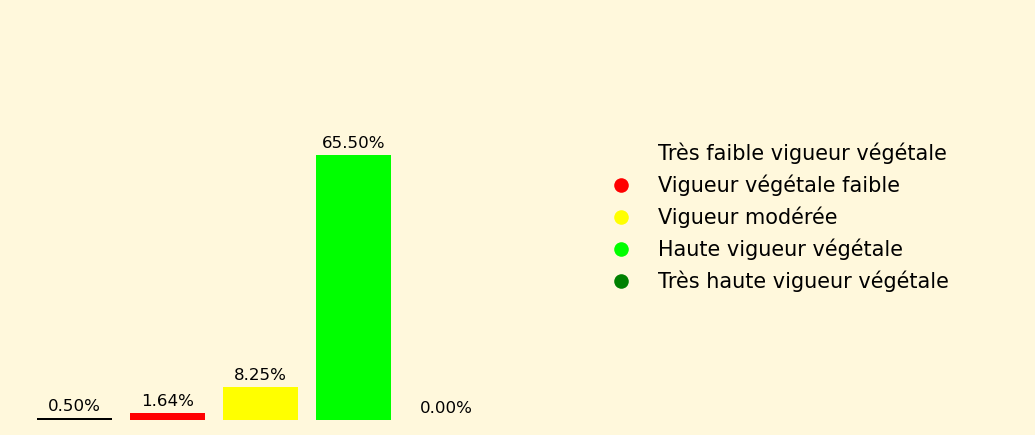 65.50%
8.25%
1.64%
0.50%
0.00%
Très faible vigueur végétale
Vigueur végétale faible
Vigueur modérée
Haute vigueur végétale
Très haute vigueur végétale